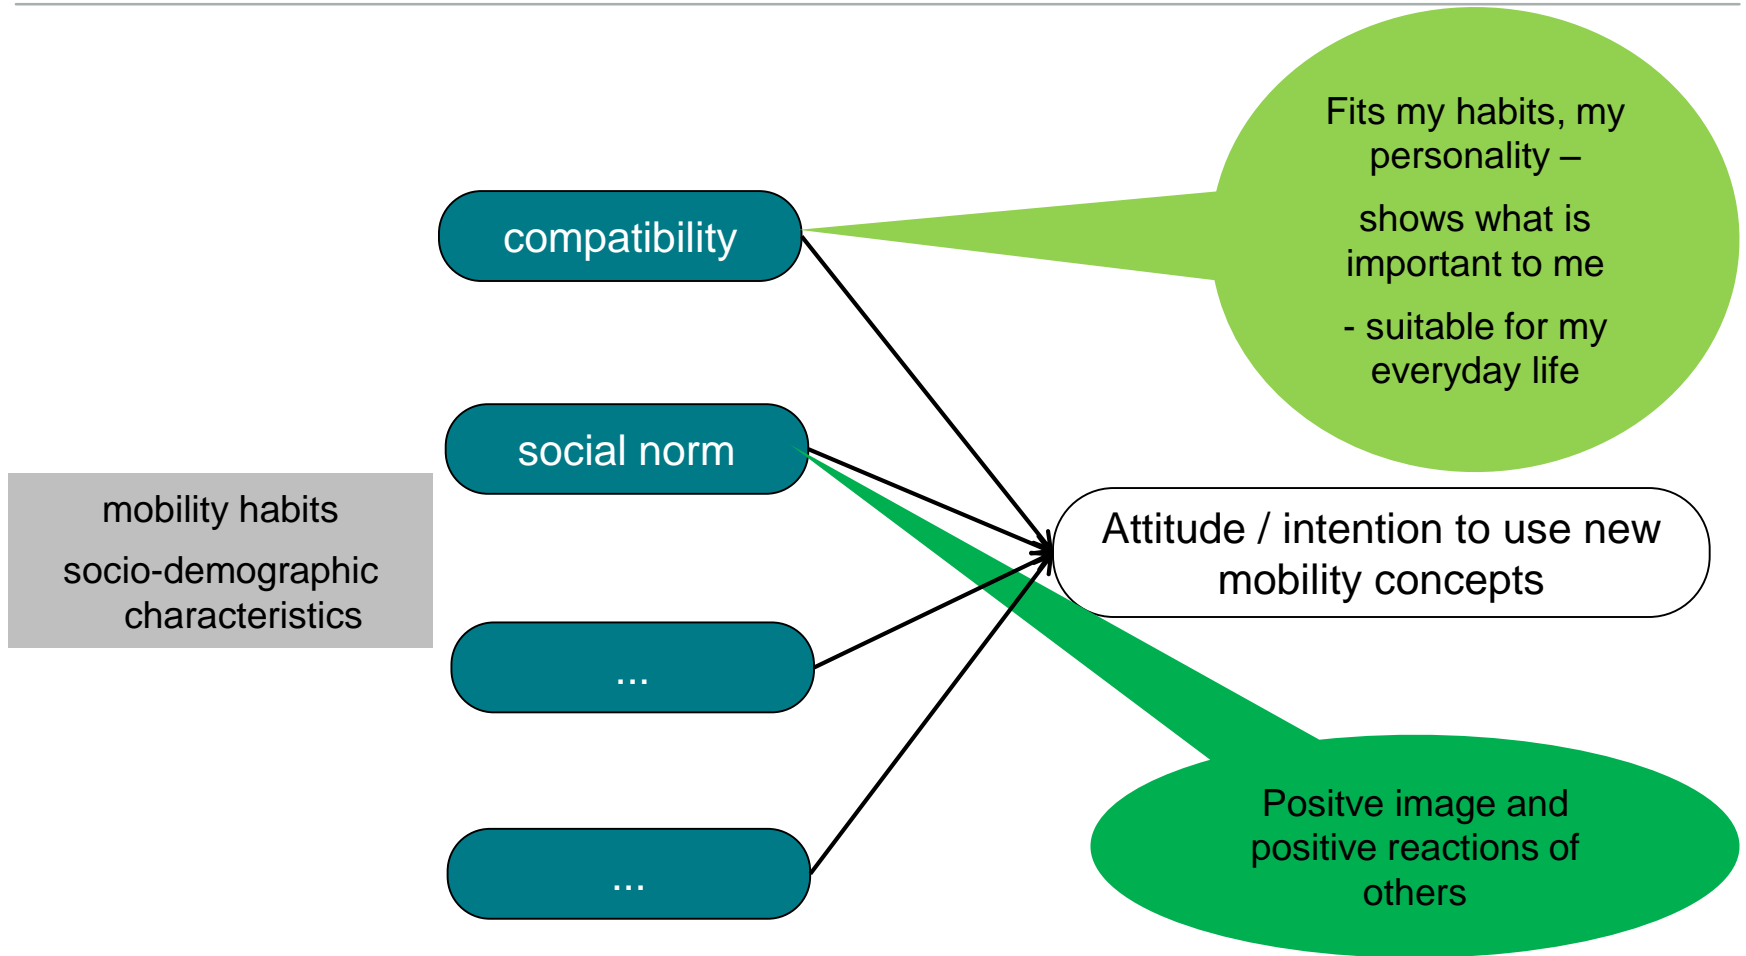 Fits my habits, my
personality –
shows what is
important to me
- suitable for my
everyday life
compatibility
social norm
mobility habits
socio-demographic
characteristics
Attitude / intention to use new
mobility concepts
...
Positve image and
positive reactions of
others
...